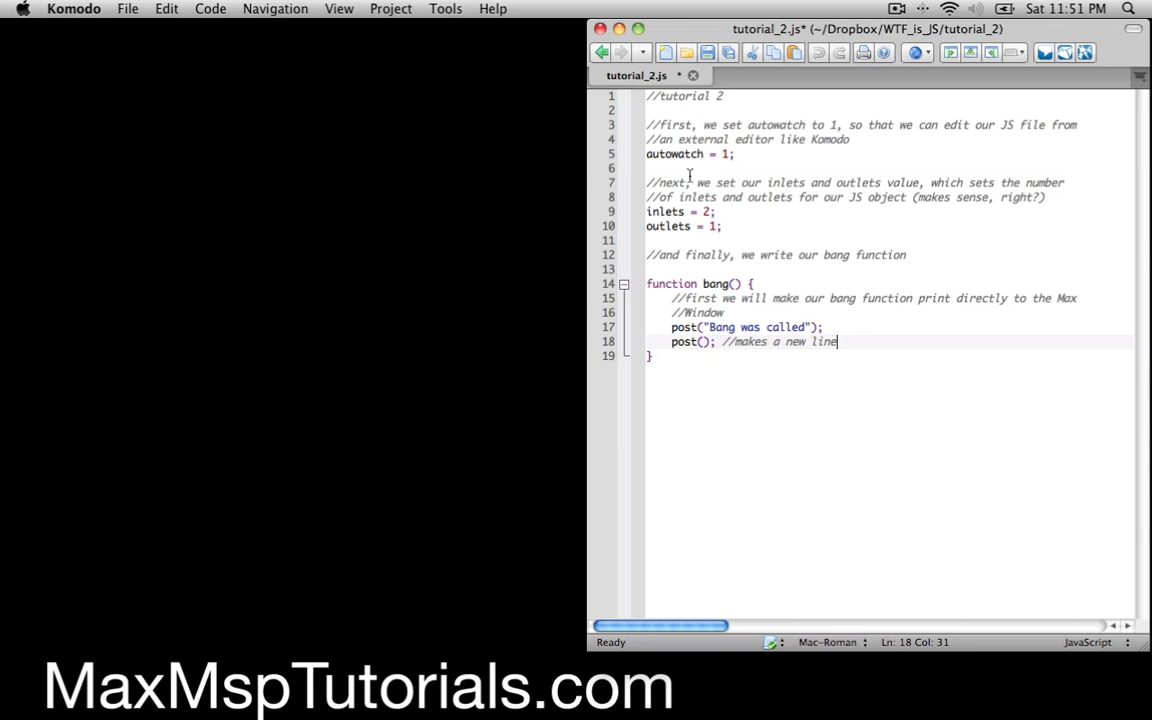 Komodo File Edit Code Navigation View Project Tools Help Sat 11:51 PM
tutorial_2.js* (~/Dropbox/WTF_is_JS/tutorial_2)
tutorial_2.js *
1 //tutorial 2
2
3 //first, we set autowatch to 1, so that we can edit our JS file from
4 //an external editor like Komodo
5 autowatch = 1;
6
7 //next, we set our inlets and outlets value, which sets the number
8 //of inlets and outlets for our JS object (makes sense, right?)
9 inlets = 2;
10 outlets = 1;
11
12 //and finally, we write our bang function
13
14 function bang() {
15 //first we will make our bang function print directly to the Max
16 //Window
17 post("Bang was called");
18 post(); //makes a new line
19 }
Ready Mac-Roman Ln: 18 Col: 31 JavaScript
MaxMspTutorials.com